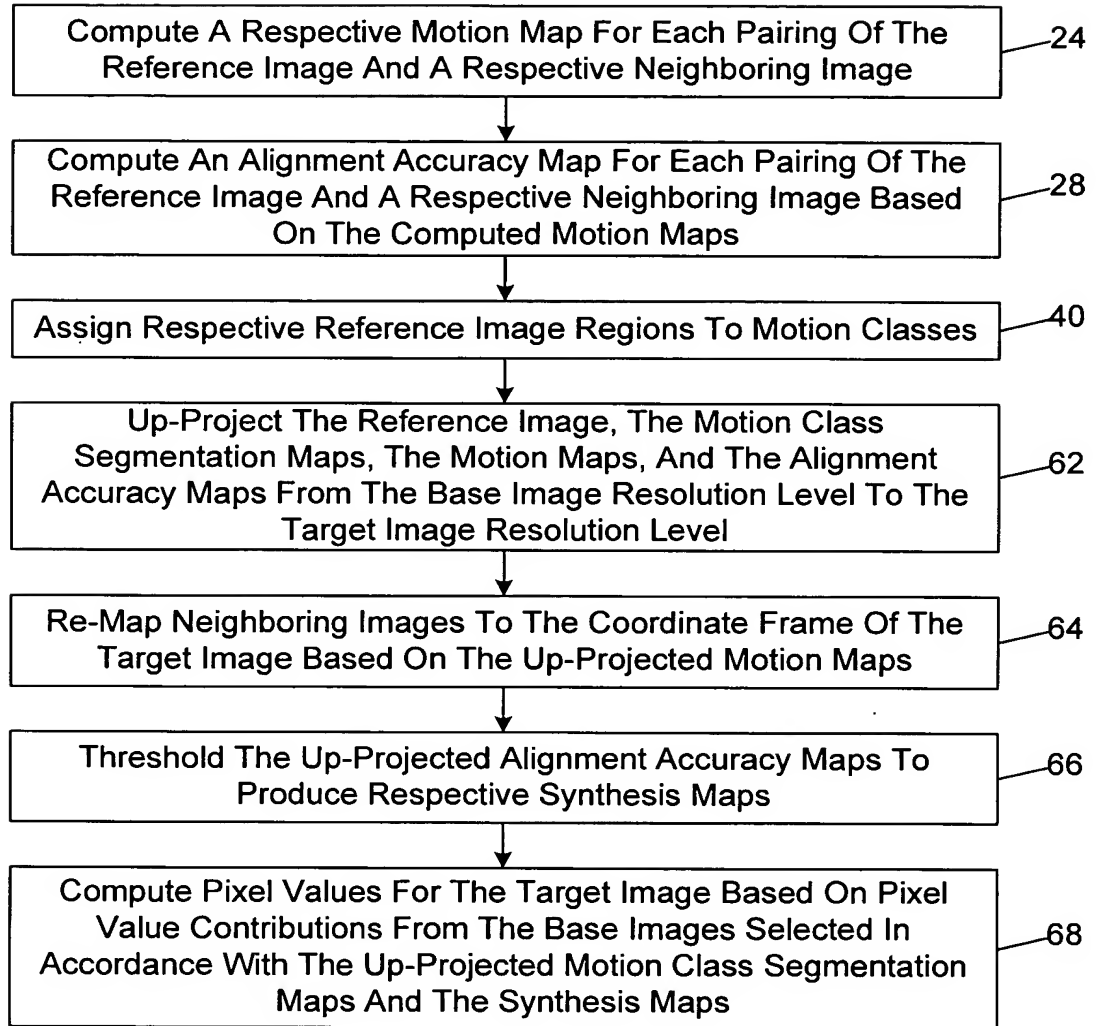 Compute A Respective Motion Map For Each Pairing Of The
Reference Image And A Respective Neighboring Image
24
Compute An Alignment Accuracy Map For Each Pairing Of The
Reference Image And A Respective Neighboring Image Based
On The Computed Motion Maps
28
Assign Respective Reference Image Regions To Motion Classes
40
Up-Project The Reference Image, The Motion Class
Segmentation Maps, The Motion Maps, And The Alignment
Accuracy Maps From The Base Image Resolution Level To The
Target Image Resolution Level
62
Re-Map Neighboring Images To The Coordinate Frame Of The
Target Image Based On The Up-Projected Motion Maps
64
Threshold The Up-Projected Alignment Accuracy Maps To
Produce Respective Synthesis Maps
66
Compute Pixel Values For The Target Image Based On Pixel
Value Contributions From The Base Images Selected In
Accordance With The Up-Projected Motion Class Segmentation
Maps And The Synthesis Maps
68